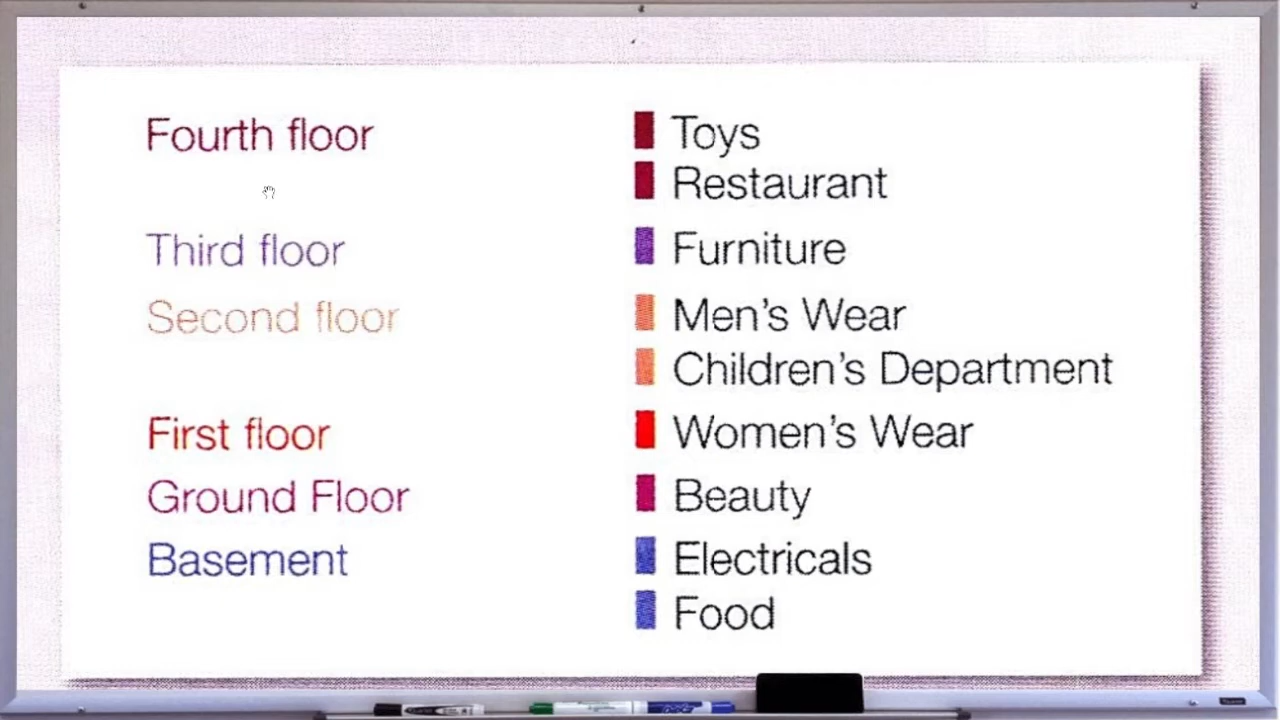 Fourth floor Toys
Restaurant
Third floor Furniture
Second floor Men's Wear
Children's Department
First floor Women's Wear
Ground Floor Beauty
Basement Electricals
Food